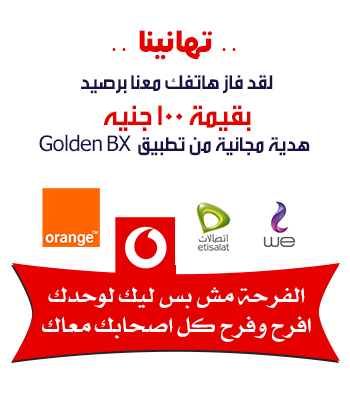 .. تهانينا ..
لقد فاز هاتفك معنا برصيد
بقيمة ١٠٠ جنيه
هدية مجانية من تطبيق Golden BX
orange™
اتصالات
etisalat
we
الفرحة مش بس ليك لوحدك
افرح وفرح كل اصحابك معاك